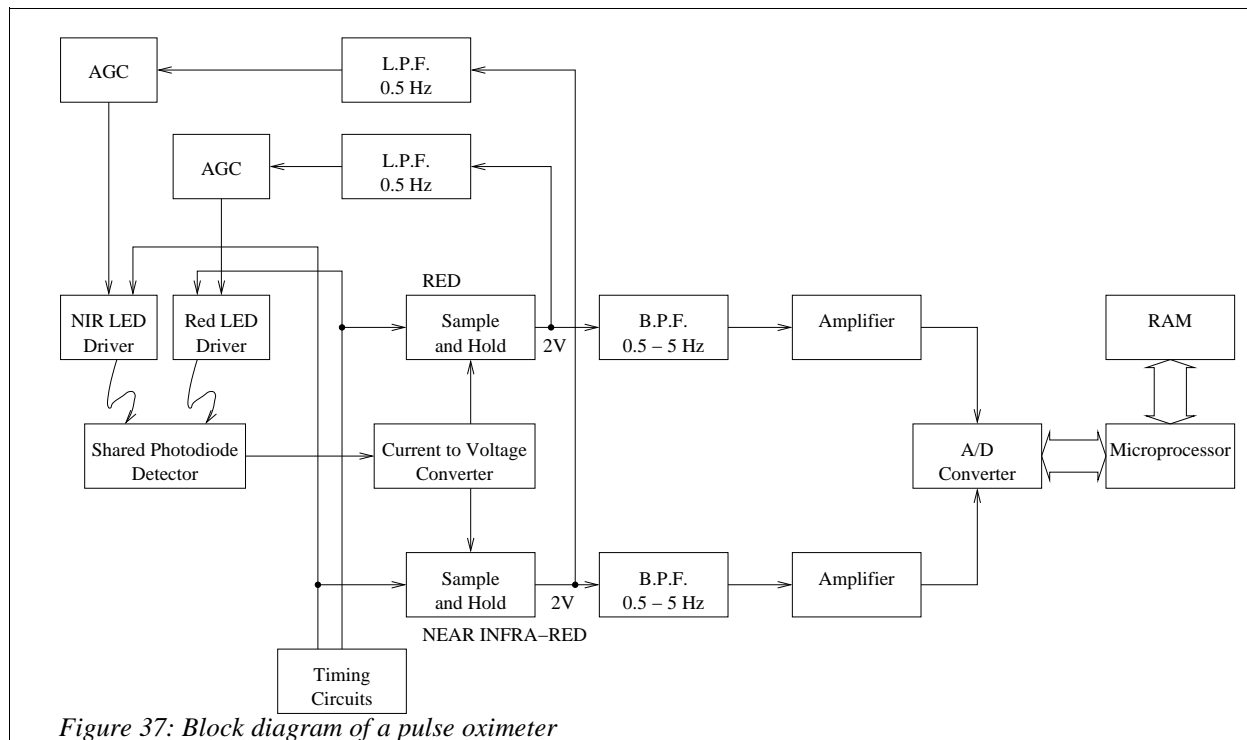 AGC
L.P.F.
0.5 Hz
AGC
L.P.F.
0.5 Hz
RED
NIR LED
Driver
Red LED
Driver
Sample
and Hold
2V
B.P.F.
0.5 – 5 Hz
Amplifier
RAM
Shared Photodiode
Detector
Current to Voltage
Converter
A/D
Converter
Microprocessor
Sample
and Hold
2V
B.P.F.
0.5 – 5 Hz
Amplifier
NEAR INFRA–RED
Timing
Circuits
Figure 37: Block diagram of a pulse oximeter